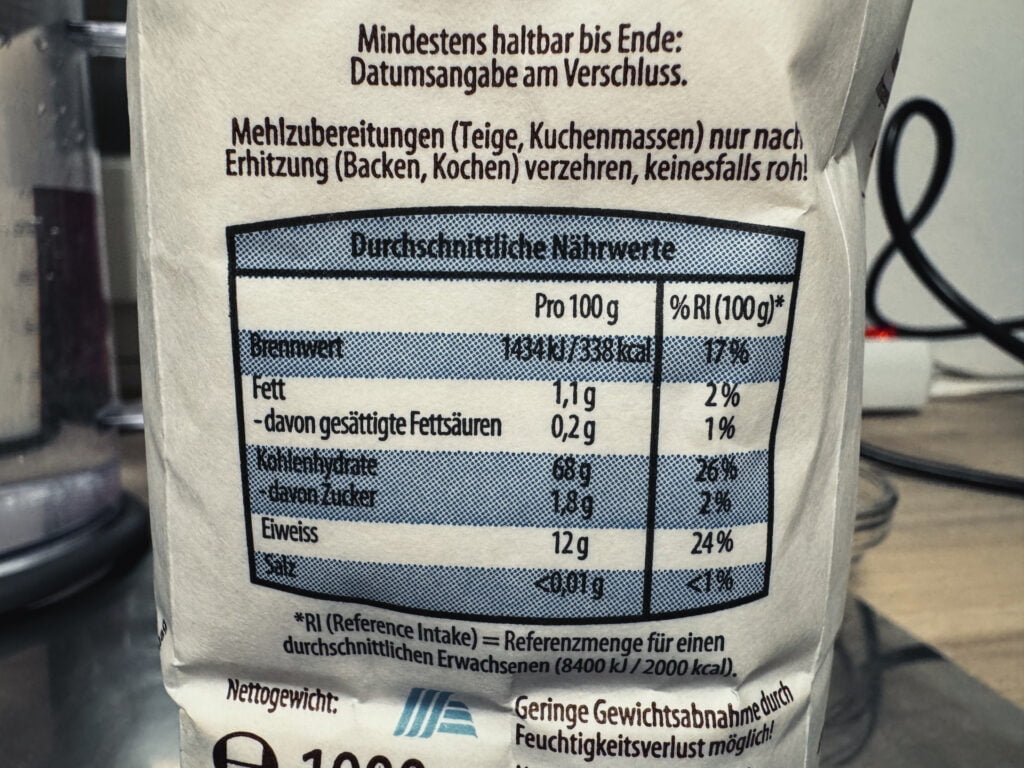 Mindestens haltbar bis Ende:
Datumsangabe am Verschluss.
Mehlzubereitungen (Teige, Kuchenmassen) nur nach
Erhitzung (Backen, Kochen) verzehren, keinesfalls roh!
Durchschnittliche Nährwerte
Pro 100 g % RI (100 g)*
Brennwert 1434 kJ / 338 kcal 17%
Fett 1,1 g 2%
- davon gesättigte Fettsäuren 0,2 g 1%
Kohlenhydrate 68 g 26%
- davon Zucker 1,8 g 2%
Eiweiss 12 g 24%
Salz <0,01 g <1%
*RI (Reference Intake) = Referenzmenge für einen
durchschnittlichen Erwachsenen (8400 kJ / 2000 kcal).
Nettogewicht:
Geringe Gewichtsabnahme durch
Feuchtigkeitsverlust möglich!
℮ 1000